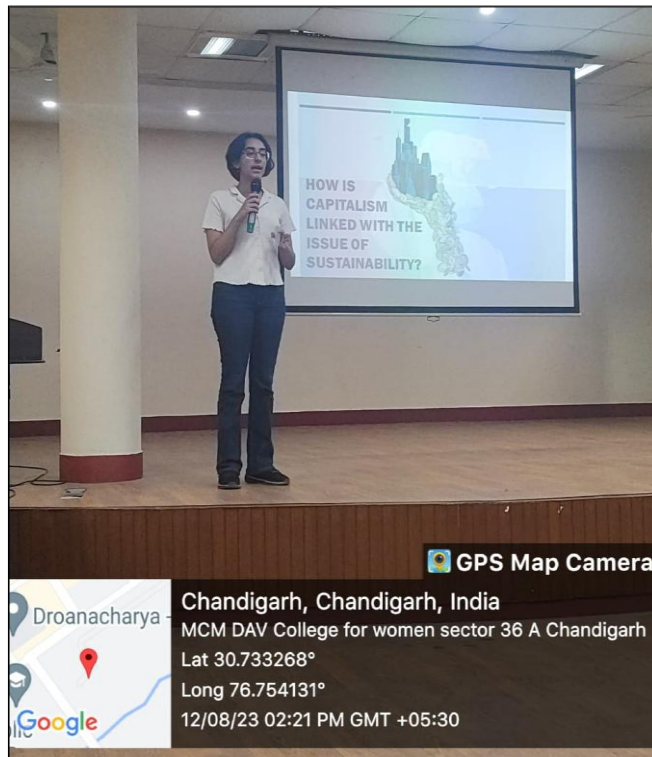 HOW IS
CAPITALISM
LINKED WITH THE
ISSUE OF
SUSTAINABILITY?
GPS Map Camera
Droanacharya -
Google
Chandigarh, Chandigarh, India
MCM DAV College for women sector 36 A Chandigarh
Lat 30.733268°
Long 76.754131°
12/08/23 02:21 PM GMT +05:30